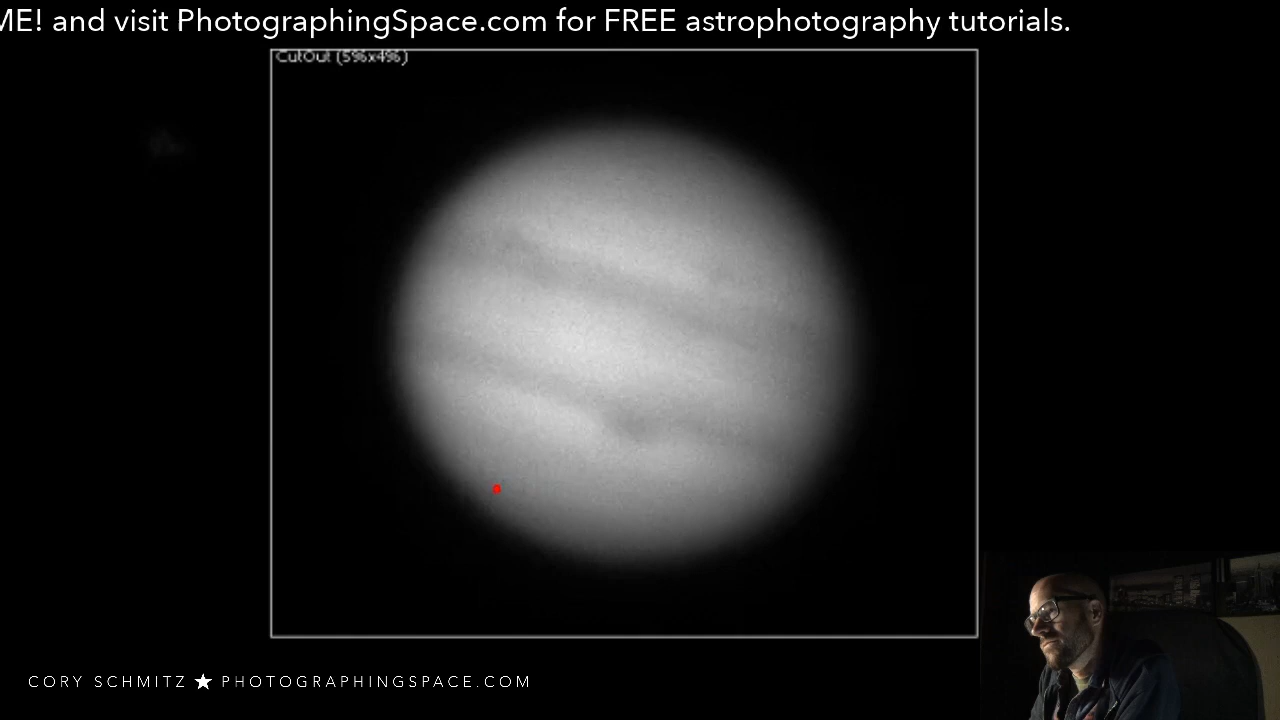 ME! and visit PhotographingSpace.com for FREE astrophotography tutorials.
CutOut (596x496)
CORY SCHMITZ ★ PHOTOGRAPHINGSPACE.COM